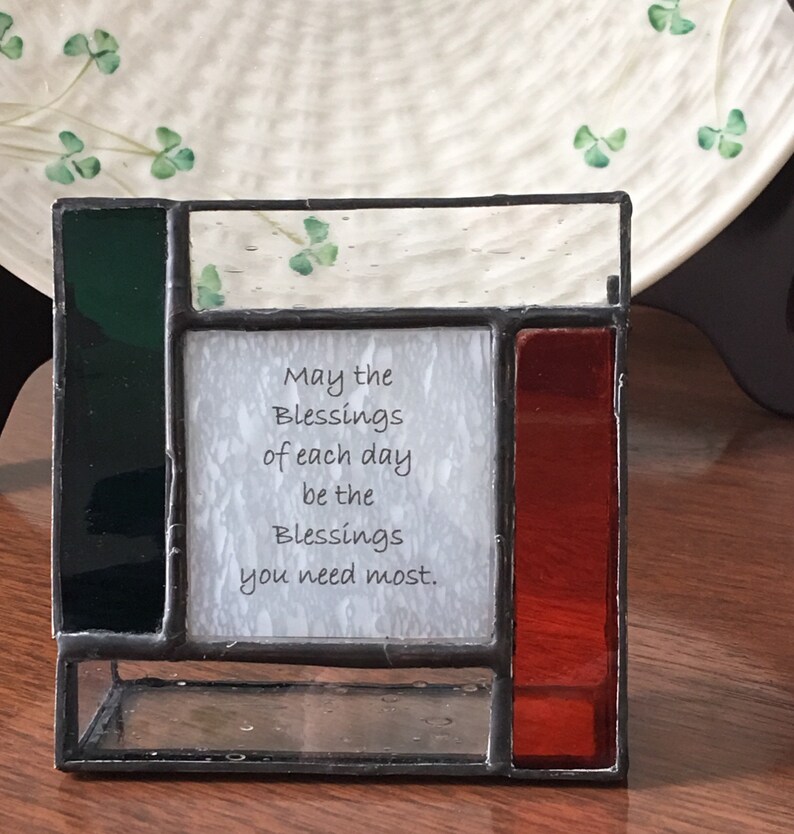 May the
Blessings
of each day
be the
Blessings
you need most.